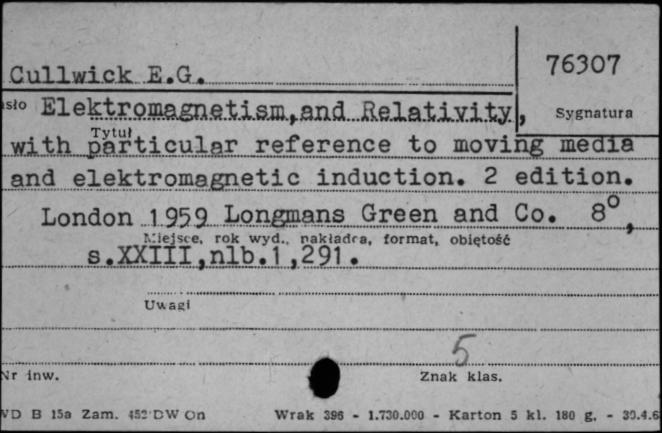 76307
Cullwick E.G.
asło Elektromagnetism,and Relativity, Sygnatura
Tytuł
with particular reference to moving media
and elektromagnetic induction. 2 edition.
London 1959 Longmans Green and Co. 8°,
Miejsce, rok wyd., nakładca, format, objętość
s.XXIII,nlb.1,291.
Uwagi
5
Nr inw. Znak klas.
WD B 15a Zam. 452 DW On Wrak 396 - 1.730.000 - Karton 5 kl. 180 g. - 30.4.6